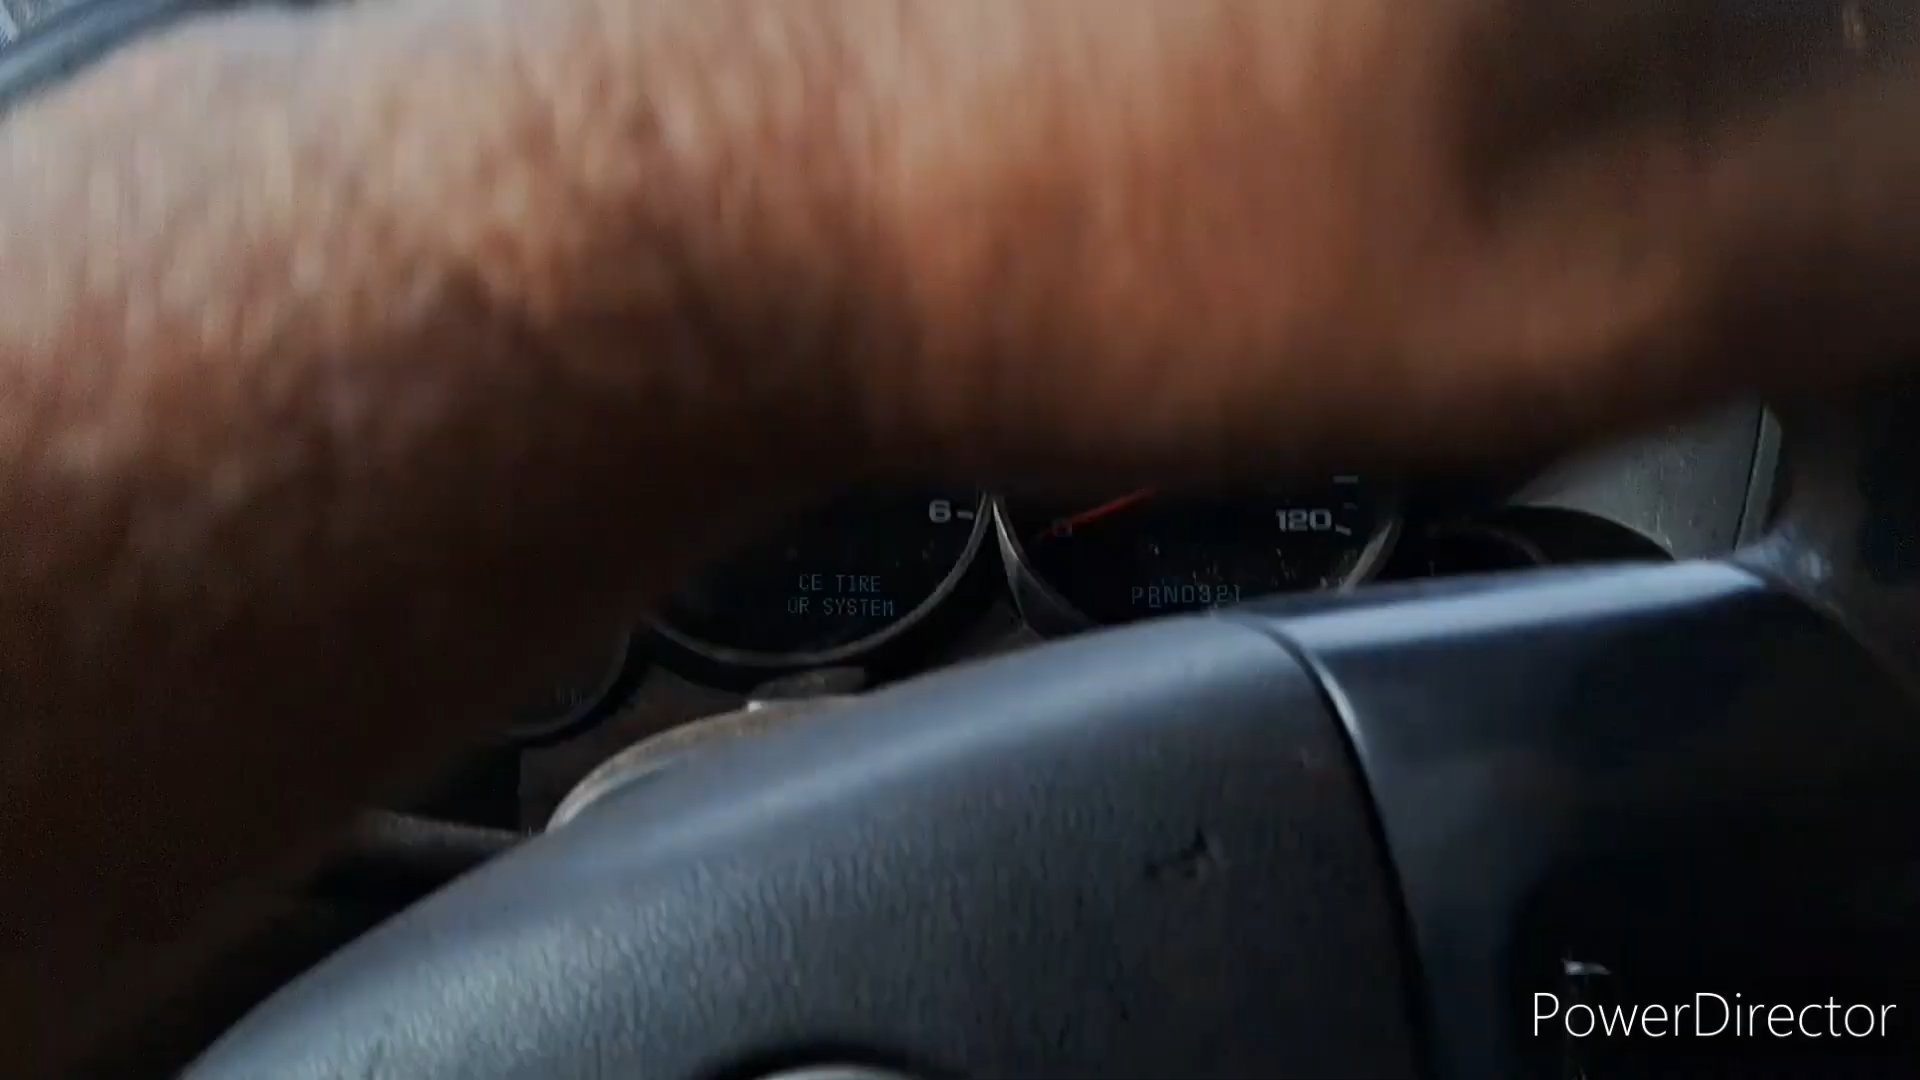 6
120
CE TIRE
OR SYSTEM
PRND321
PowerDirector